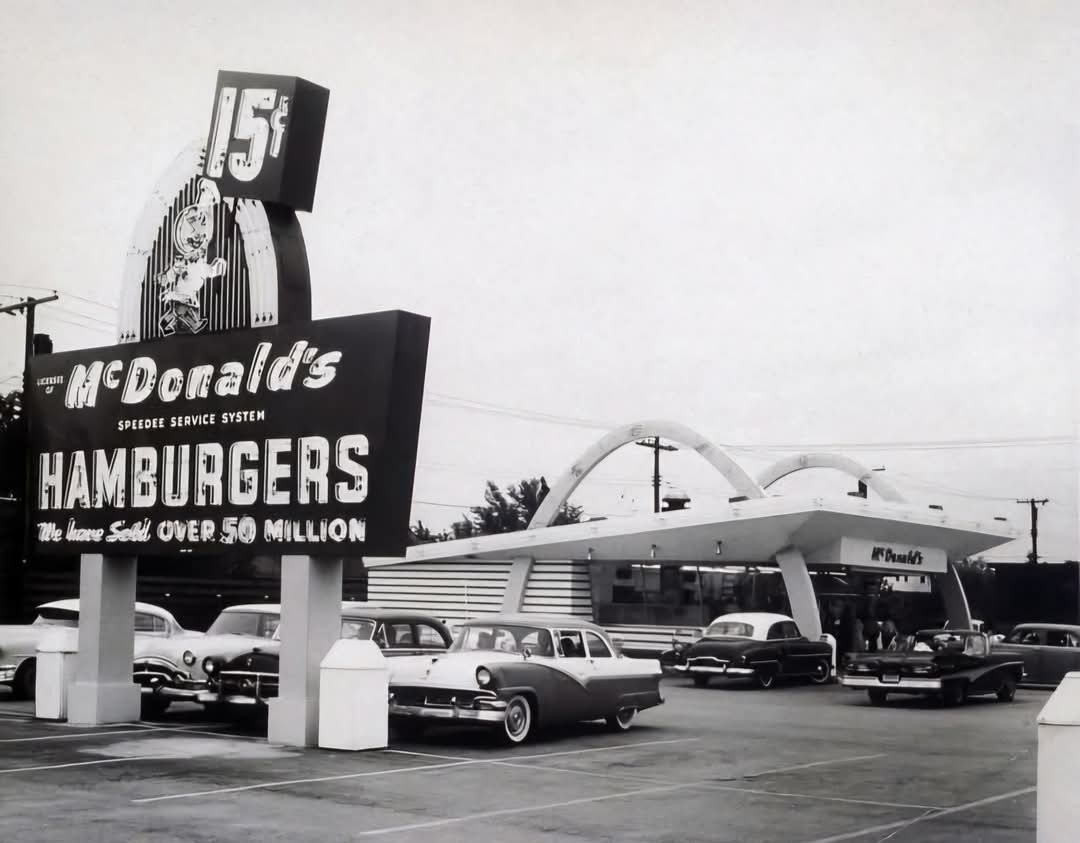 15¢
LICENSEE
OF
McDonald's
SPEEDEE SERVICE SYSTEM
HAMBURGERS
We have Sold OVER 50 MILLION
McDonald's